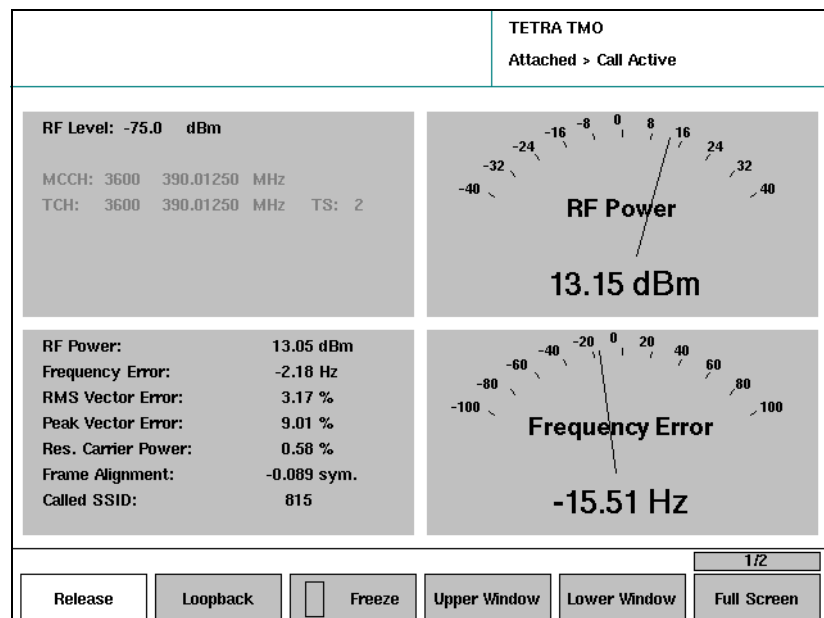 TETRA TMO
Attached > Call Active
RF Level: -75.0 dBm
MCCH: 3600 390.01250 MHz
TCH: 3600 390.01250 MHz TS: 2
-40 -32 -24 -16 -8 0 8 16 24 32 40
RF Power
13.15 dBm
RF Power: 13.05 dBm
Frequency Error: -2.18 Hz
RMS Vector Error: 3.17 %
Peak Vector Error: 9.01 %
Res. Carrier Power: 0.58 %
Frame Alignment: -0.089 sym.
Called SSID: 815
-100 -80 -60 -40 -20 0 20 40 60 80 100
Frequency Error
-15.51 Hz
1/2
Release Loopback Freeze Upper Window Lower Window Full Screen